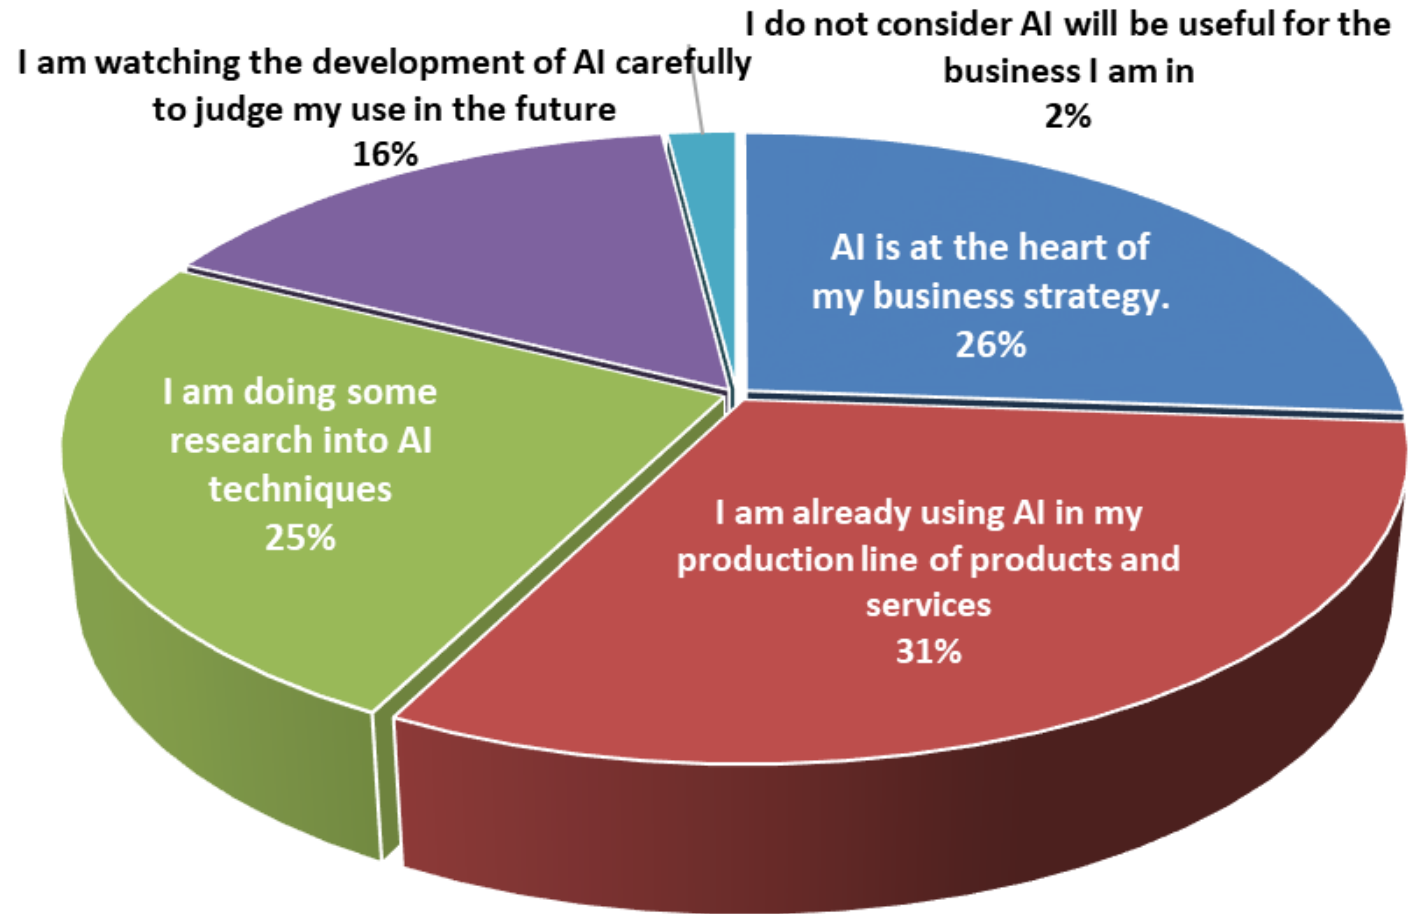 I do not consider AI will be useful for the
business I am in
2%
I am watching the development of AI carefully
to judge my use in the future
16%
AI is at the heart of
my business strategy.
26%
I am doing some
research into AI
techniques
25%
I am already using AI in my
production line of products and
services
31%